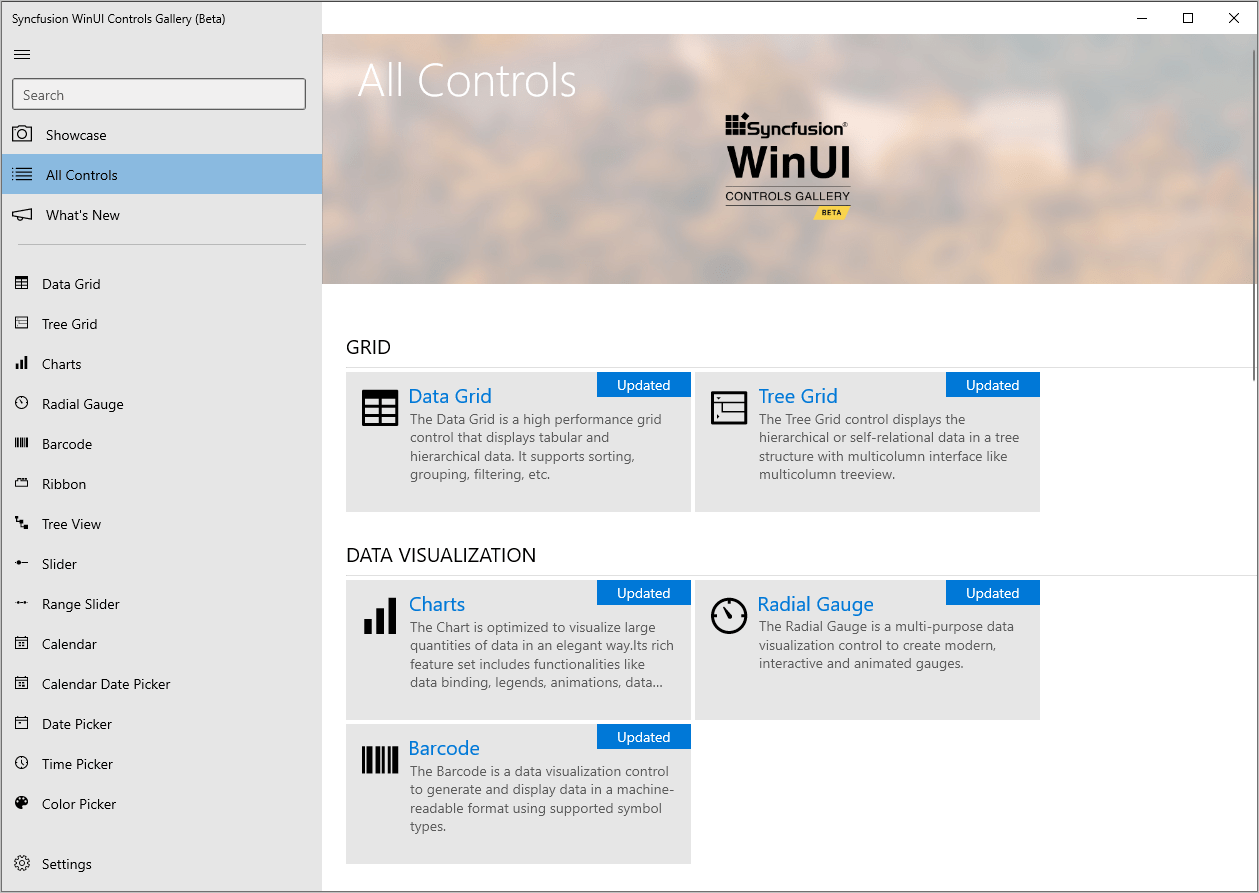 Syncfusion WinUI Controls Gallery (Beta)
Search
Showcase
All Controls
What's New
Data Grid
Tree Grid
Charts
Radial Gauge
Barcode
Ribbon
Tree View
Slider
Range Slider
Calendar
Calendar Date Picker
Date Picker
Time Picker
Color Picker
Settings
All Controls
Syncfusion®
WinUI
CONTROLS GALLERY
BETA
GRID
Updated
Data Grid
The Data Grid is a high performance grid
control that displays tabular and
hierarchical data. It supports sorting,
grouping, filtering, etc.
Updated
Tree Grid
The Tree Grid control displays the
hierarchical or self-relational data in a tree
structure with multicolumn interface like
multicolumn treeview.
DATA VISUALIZATION
Updated
Charts
The Chart is optimized to visualize large
quantities of data in an elegant way.Its rich
feature set includes functionalities like
data binding, legends, animations, data...
Updated
Radial Gauge
The Radial Gauge is a multi-purpose data
visualization control to create modern,
interactive and animated gauges.
Updated
Barcode
The Barcode is a data visualization control
to generate and display data in a machine-
readable format using supported symbol
types.